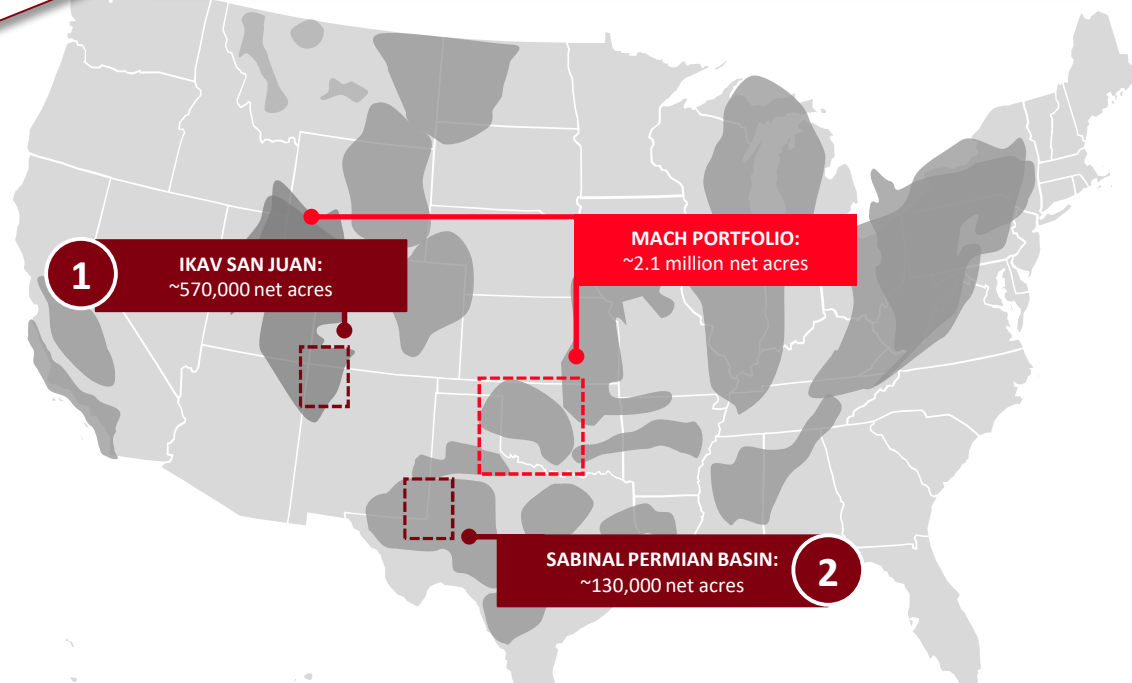 MACH PORTFOLIO:
~2.1 million net acres
1
IKAV SAN JUAN:
~570,000 net acres
SABINAL PERMIAN BASIN:
~130,000 net acres
2